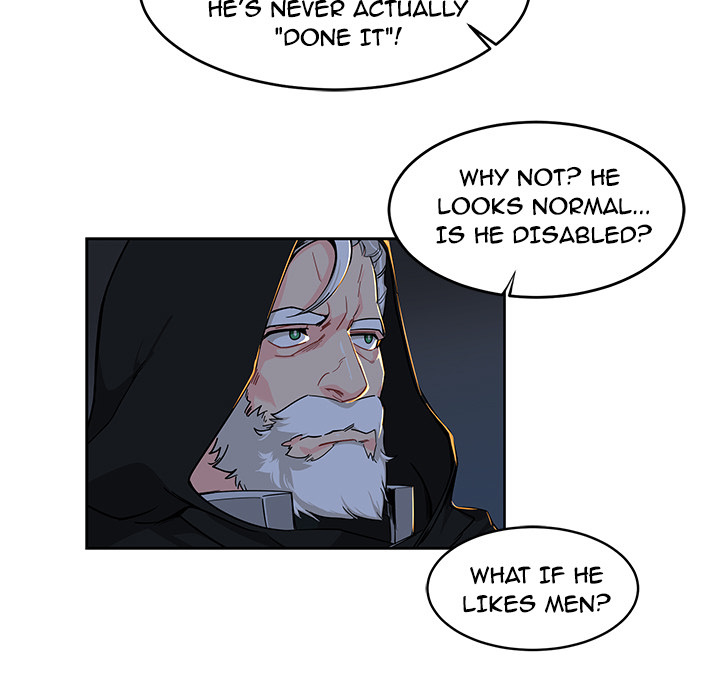 HE'S NEVER ACTUALLY
"DONE IT"!
WHY NOT? HE
LOOKS NORMAL...
IS HE DISABLED?
WHAT IF HE
LIKES MEN?